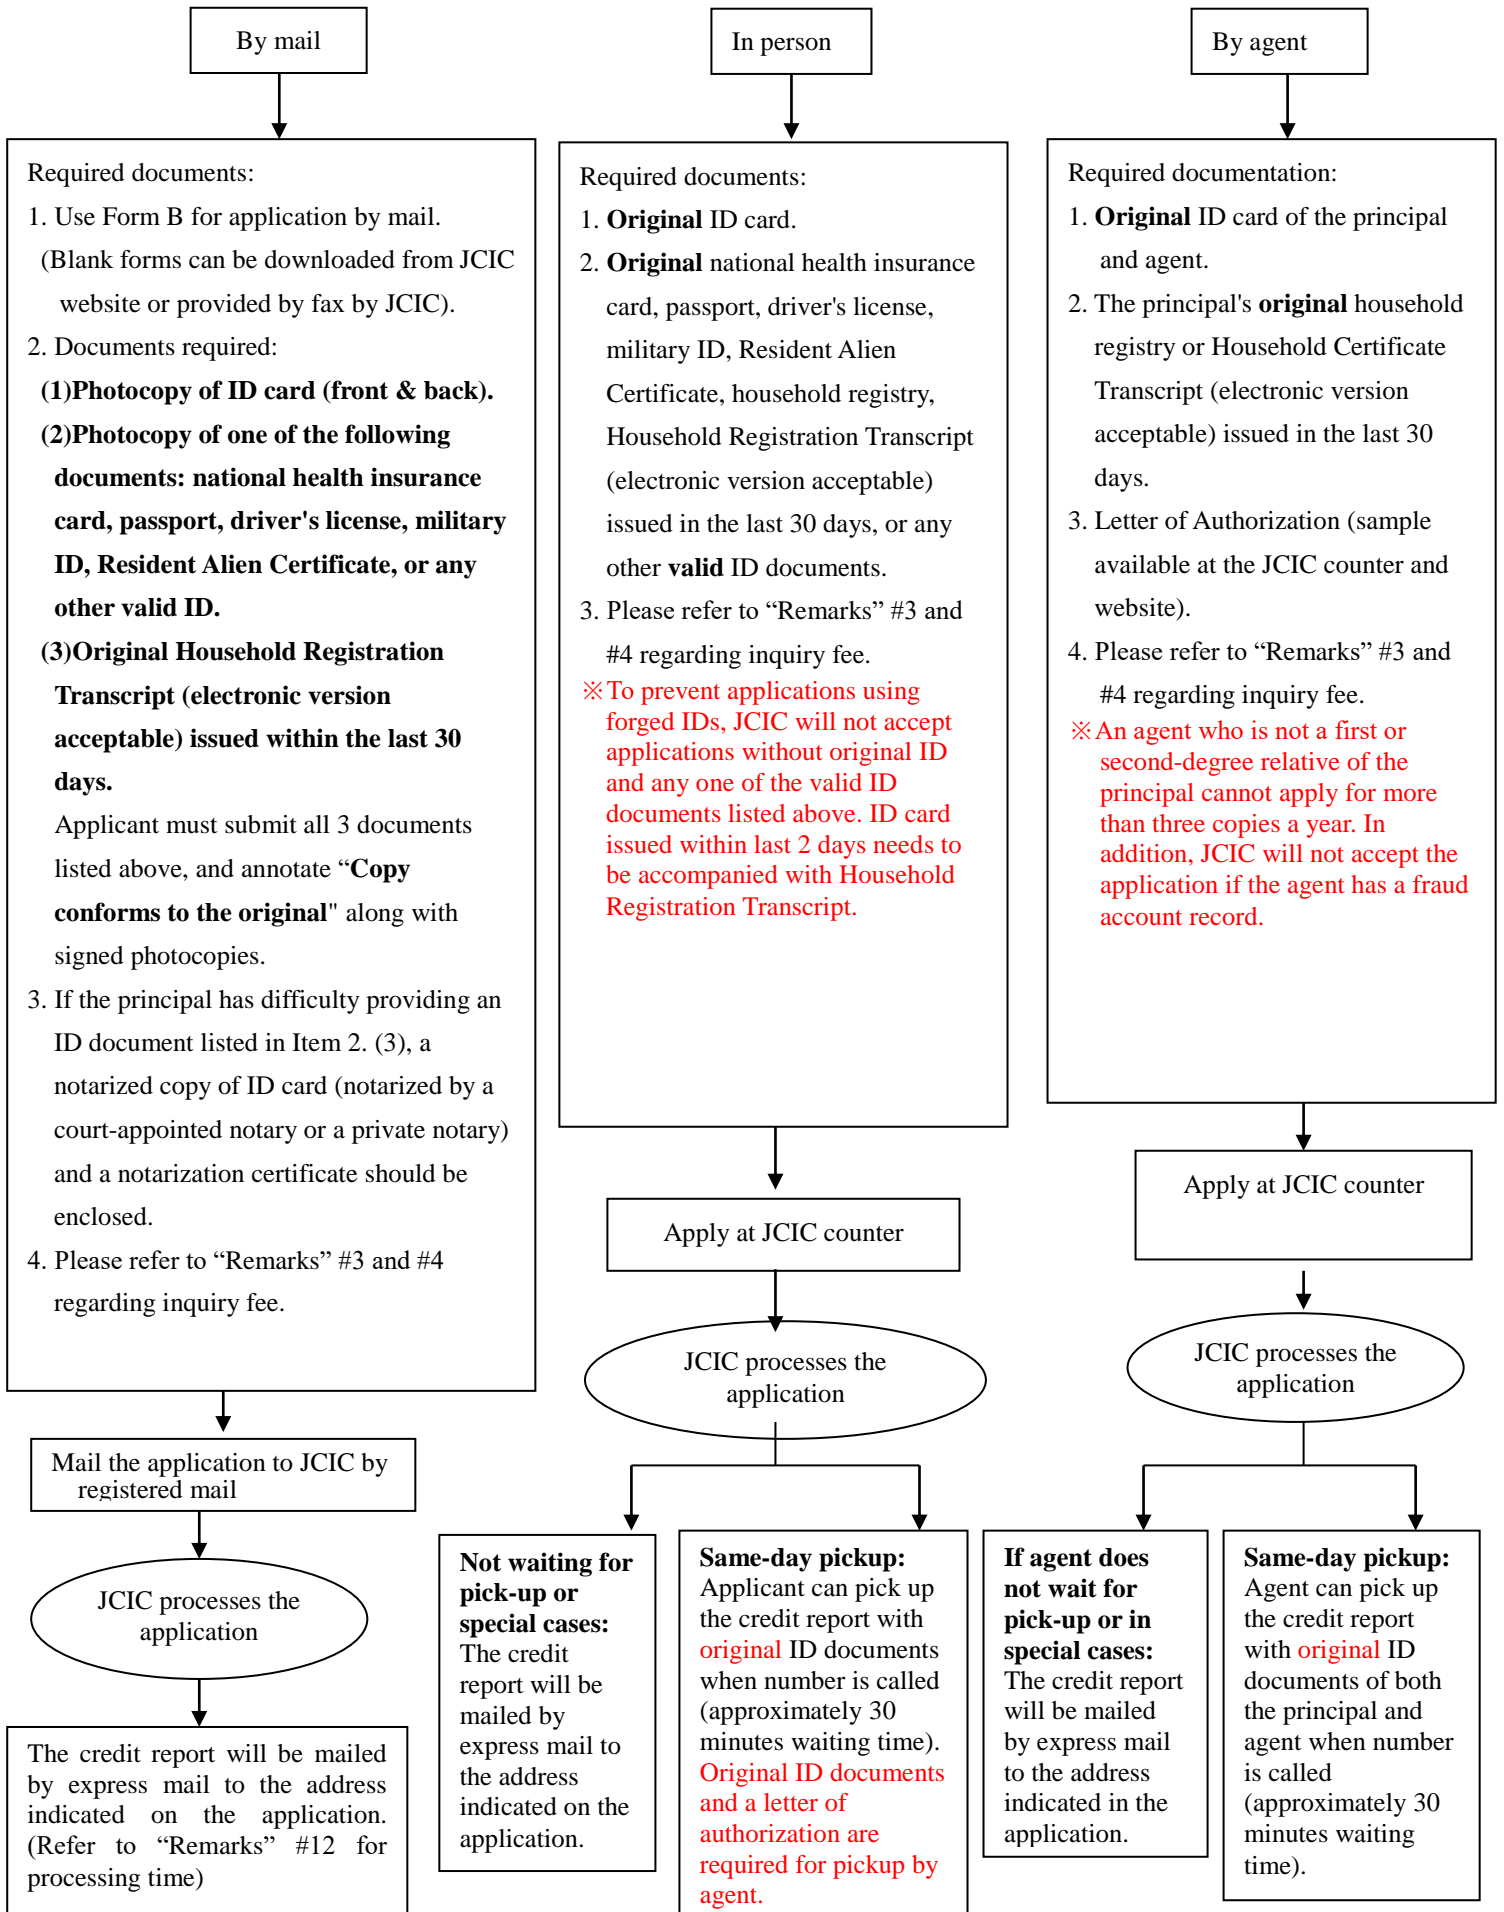 By mail
Required documents:
1. Use Form B for application by mail.
(Blank forms can be downloaded from JCIC
website or provided by fax by JCIC).
2. Documents required:
(1)Photocopy of ID card (front & back).
(2)Photocopy of one of the following
documents: national health insurance
card, passport, driver's license, military
ID, Resident Alien Certificate, or any
other valid ID.
(3)Original Household Registration
Transcript (electronic version
acceptable) issued within the last 30
days.
Applicant must submit all 3 documents
listed above, and annotate “Copy
conforms to the original" along with
signed photocopies.
3. If the principal has difficulty providing an
ID document listed in Item 2. (3), a
notarized copy of ID card (notarized by a
court-appointed notary or a private notary)
and a notarization certificate should be
enclosed.
4. Please refer to “Remarks” #3 and #4
regarding inquiry fee.
Mail the application to JCIC by
registered mail
JCIC processes the
application
The credit report will be mailed
by express mail to the address
indicated on the application.
(Refer to “Remarks” #12 for
processing time)
In person
Required documents:
1. Original ID card.
2. Original national health insurance
card, passport, driver's license,
military ID, Resident Alien
Certificate, household registry,
Household Registration Transcript
(electronic version acceptable)
issued in the last 30 days, or any
other valid ID documents.
3. Please refer to “Remarks” #3 and
#4 regarding inquiry fee.
※To prevent applications using
forged IDs, JCIC will not accept
applications without original ID
and any one of the valid ID
documents listed above. ID card
issued within last 2 days needs to
be accompanied with Household
Registration Transcript.
Apply at JCIC counter
JCIC processes the
application
Not waiting for
pick-up or
special cases:
The credit
report will be
mailed by
express mail to
the address
indicated on the
application.
Same-day pickup:
Applicant can pick up
the credit report with
original ID documents
when number is called
(approximately 30
minutes waiting time).
Original ID documents
and a letter of
authorization are
required for pickup by
agent.
By agent
Required documentation:
1. Original ID card of the principal
and agent.
2. The principal's original household
registry or Household Certificate
Transcript (electronic version
acceptable) issued in the last 30
days.
3. Letter of Authorization (sample
available at the JCIC counter and
website).
4. Please refer to “Remarks” #3 and
#4 regarding inquiry fee.
※An agent who is not a first or
second-degree relative of the
principal cannot apply for more
than three copies a year. In
addition, JCIC will not accept the
application if the agent has a fraud
account record.
Apply at JCIC counter
JCIC processes the
application
If agent does
not wait for
pick-up or in
special cases:
The credit report
will be mailed
by express mail
to the address
indicated in the
application.
Same-day pickup:
Agent can pick up
the credit report
with original ID
documents of both
the principal and
agent when number
is called
(approximately 30
minutes waiting
time).